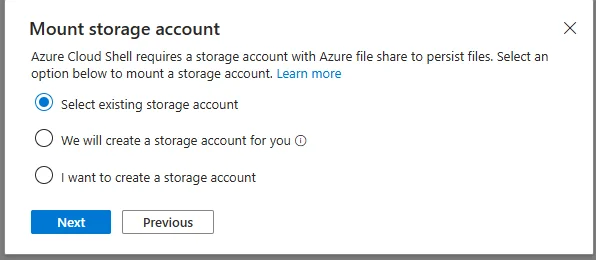 Mount storage account
Azure Cloud Shell requires a storage account with Azure file share to persist files. Select an
option below to mount a storage account. Learn more
Select existing storage account
We will create a storage account for you
I want to create a storage account
Next Previous